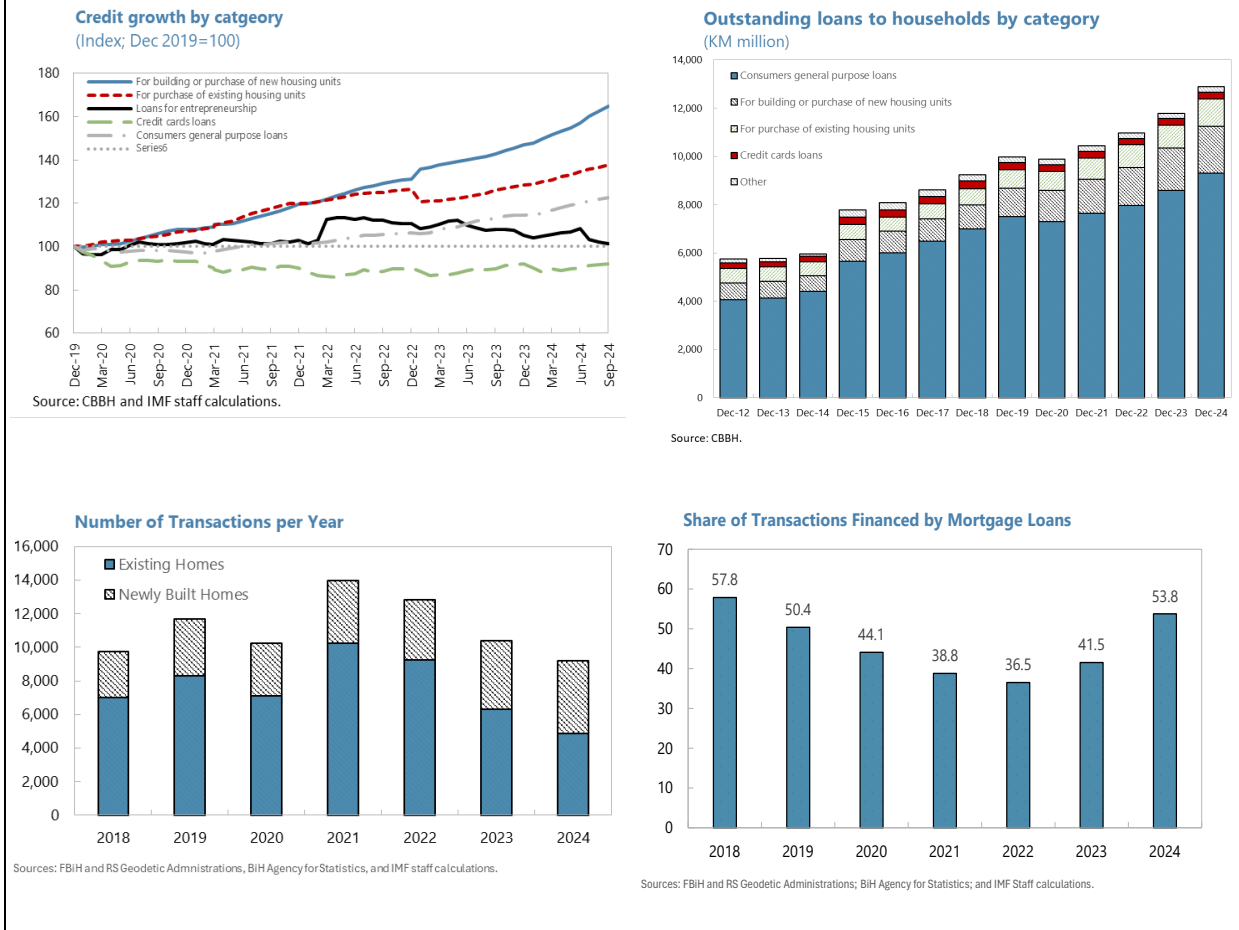 Credit growth by catgeory
(Index; Dec 2019=100)
180
160
140
120
100
80
60
For building or purchase of new housing units
For purchase of existing housing units
Loans for entrepreneurship
Credit cards loans
Consumers general purpose loans
Series6
Dec-19
Mar-20
Jun-20
Sep-20
Dec-20
Mar-21
Jun-21
Sep-21
Dec-21
Mar-22
Jun-22
Sep-22
Dec-22
Mar-23
Jun-23
Sep-23
Dec-23
Mar-24
Jun-24
Sep-24
Source: CBBH and IMF staff calculations.
Outstanding loans to households by category
(KM million)
14,000
12,000
10,000
8,000
6,000
4,000
2,000
0
Consumers general purpose loans
For building or purchase of new housing units
For purchase of existing housing units
Credit cards loans
Other
Dec-12 Dec-13 Dec-14 Dec-15 Dec-16 Dec-17 Dec-18 Dec-19 Dec-20 Dec-21 Dec-22 Dec-23 Dec-24
Source: CBBH.
Number of Transactions per Year
16,000
14,000
12,000
10,000
8,000
6,000
4,000
2,000
0
Existing Homes
Newly Built Homes
2018 2019 2020 2021 2022 2023 2024
Sources: FBiH and RS Geodetic Admnistrations, BiH Agency for Statistics, and IMF staff calculations.
Share of Transactions Financed by Mortgage Loans
70
60
50
40
30
20
10
0
57.8
50.4
44.1
38.8
36.5
41.5
53.8
2018 2019 2020 2021 2022 2023 2024
Sources: FBiH and RS Geodetic Administrations; BiH Agency for Statistics; and IMF Staff calculations.